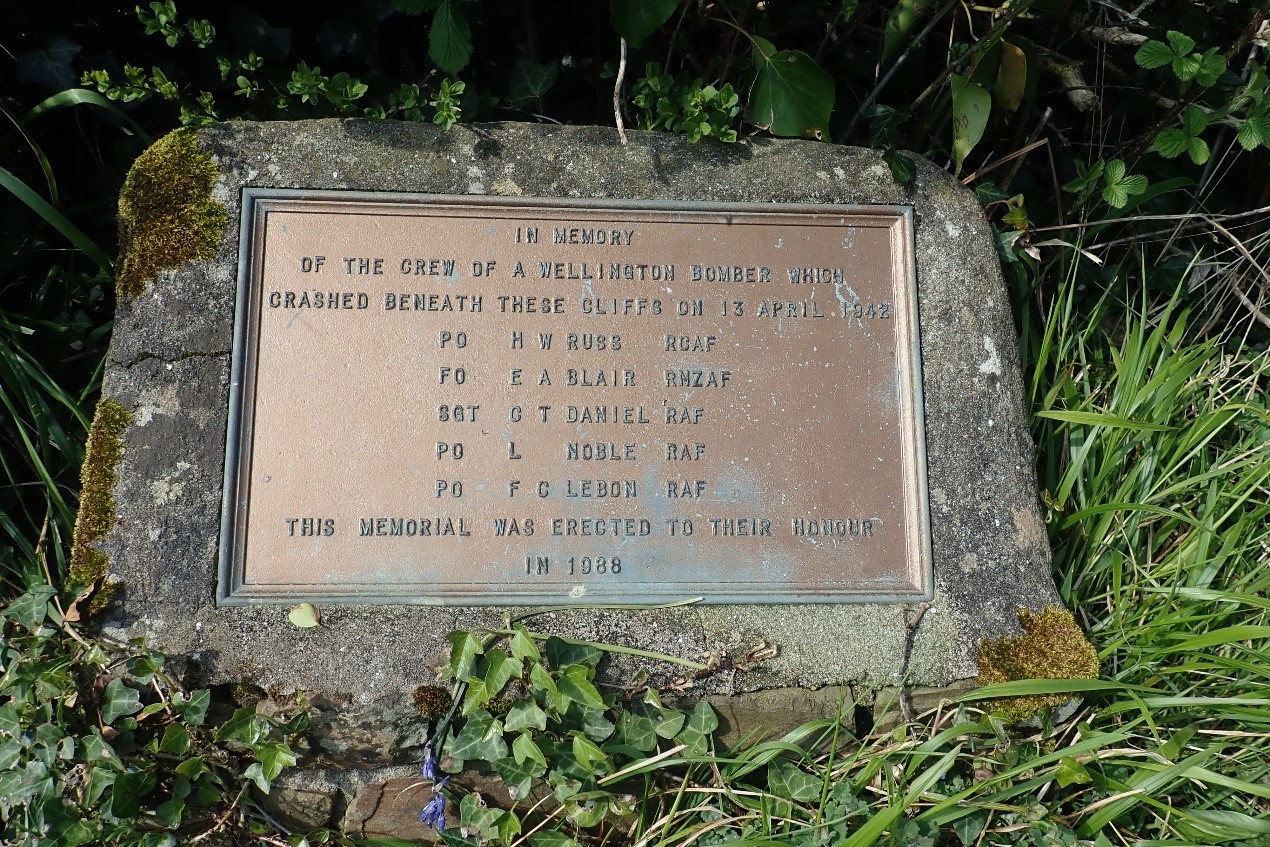 IN MEMORY
OF THE CREW OF A WELLINGTON BOMBER WHICH
CRASHED BENEATH THESE CLIFFS ON 13 APRIL 1942
PO H W RUSS RCAF
FO E A BLAIR RNZAF
SGT C T DANIEL RAF
PO L NOBLE RAF
PO F C LEBON RAF
THIS MEMORIAL WAS ERECTED TO THEIR HONOUR
IN 1988